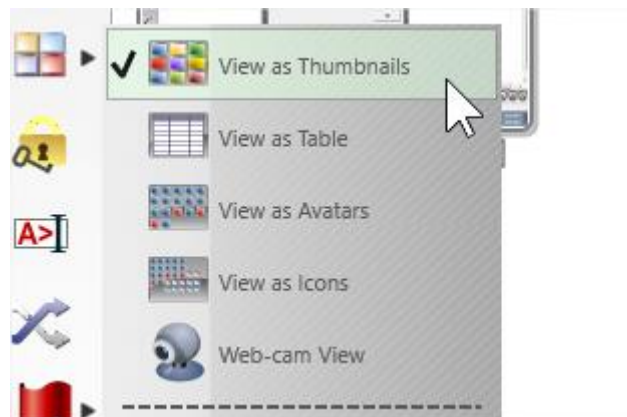 View as Thumbnails
View as Table
A>
View as Avatars
View as Icons
Web-cam View